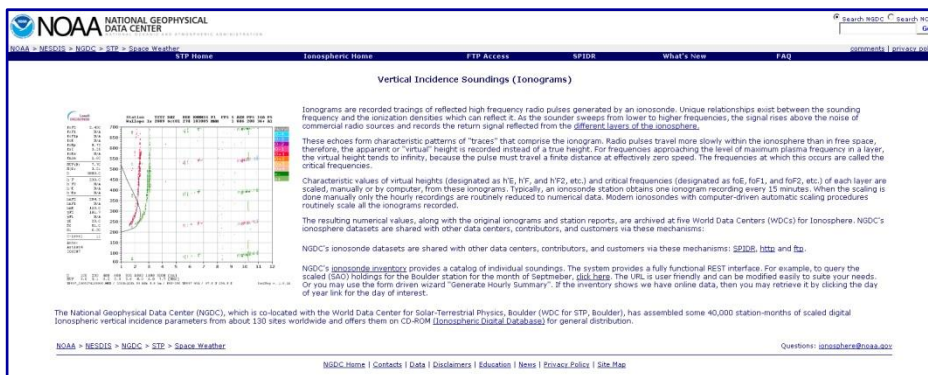 NOAA NATIONAL GEOPHYSICAL
DATA CENTER
NATIONAL OCEANIC AND ATMOSPHERIC ADMINISTRATION
Search NGDC Search
NOAA > NESDIS > NGDC > STP > Space Weather
comments | privacy
STP Home Ionospheric Home FTP Access SPIDR What's New FAQ
Vertical Incidence Soundings (Ionograms)
Ionograms are recorded tracings of reflected high frequency radio pulses generated by an ionosonde. Unique relationships exist between the sounding
frequency and the ionization densities which can reflect it. As the sounder sweeps from lower to higher frequencies, the signal rises above the noise of
commercial radio sources and records the return signal reflected from the different layers of the ionosphere.
These echoes form characteristic patterns of "traces" that comprise the ionogram. Radio pulses travel more slowly within the ionosphere than in free space,
therefore, the apparent or "virtual" height is recorded instead of a true height. For frequencies approaching the level of maximum plasma frequency in a layer,
the virtual height tends to infinity, because the pulse must travel a finite distance at effectively zero speed. The frequencies at which this occurs are called the
critical frequencies.
Characteristic values of virtual heights (designated as h'E, h'F, and h'F2, etc.) and critical frequencies (designated as foE, foF1, and foF2, etc.) of each layer are
scaled, manually or by computer, from these ionograms. Typically, an ionosonde station obtains one ionogram recording every 15 minutes. When the scaling is
done manually only the hourly recordings are routinely reduced to numerical data. Modern ionosondes with computer-driven automatic scaling procedures
routinely scale all the ionograms recorded.
The resulting numerical values, along with the original ionograms and station reports, are archived at five World Data Centers (WDCs) for Ionosphere. NGDC's
ionosphere datasets are shared with other data centers, contributors, and customers via these mechanisms:
NGDC's ionosonde datasets are shared with other data centers, contributors, and customers via these mechanisms: SPIDR, http and ftp.
NGDC's ionosonde inventory provides a catalog of individual soundings. The system provides a fully functional REST interface. For example, to query the
scaled (SAO) holdings for the Boulder station for the month of Septmeber, click here. The URL is user friendly and can be modified easily to suite your needs.
Or you may use the form driven wizard "Generate Hourly Summary". If the inventory shows we have online data, then you may retrieve it by clicking the day
of year link for the day of interest.
The National Geophysical Data Center (NGDC), which is co-located with the World Data Center for Solar-Terrestrial Physics, Boulder (WDC for STP, Boulder), has assembled some 40,000 station-months of scaled digital
Ionospheric vertical incidence parameters from about 130 sites worldwide and offers them on CD-ROM (Ionospheric Digital Database) for general distribution.
NOAA > NESDIS > NGDC > STP > Space Weather
Questions: ionosphere@noaa.gov
NGDC Home | Contacts | Data | Disclaimers | Education | News | Privacy Policy | Site Map